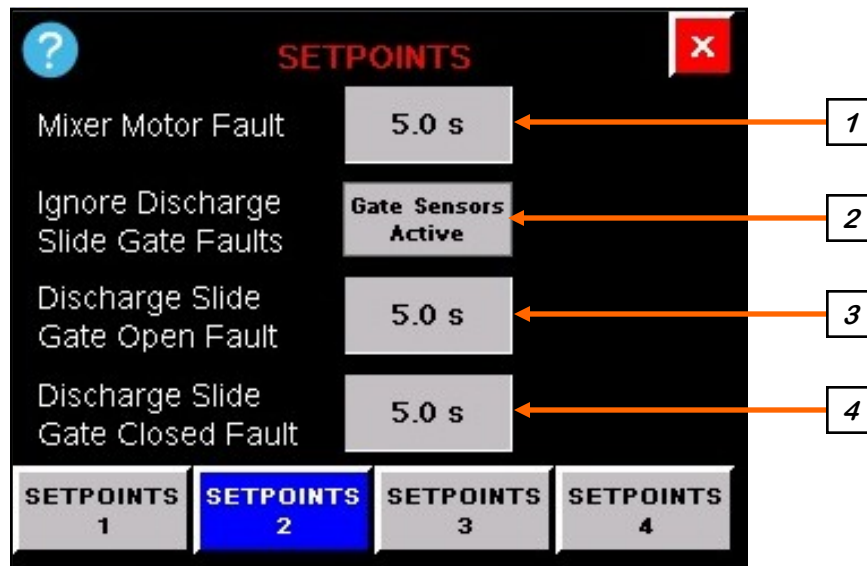 ?
SETPOINTS
x
Mixer Motor Fault
5.0 s
1
Ignore Discharge
Slide Gate Faults
Gate Sensors
Active
2
Discharge Slide
Gate Open Fault
5.0 s
3
Discharge Slide
Gate Closed Fault
5.0 s
4
SETPOINTS
1
SETPOINTS
2
SETPOINTS
3
SETPOINTS
4